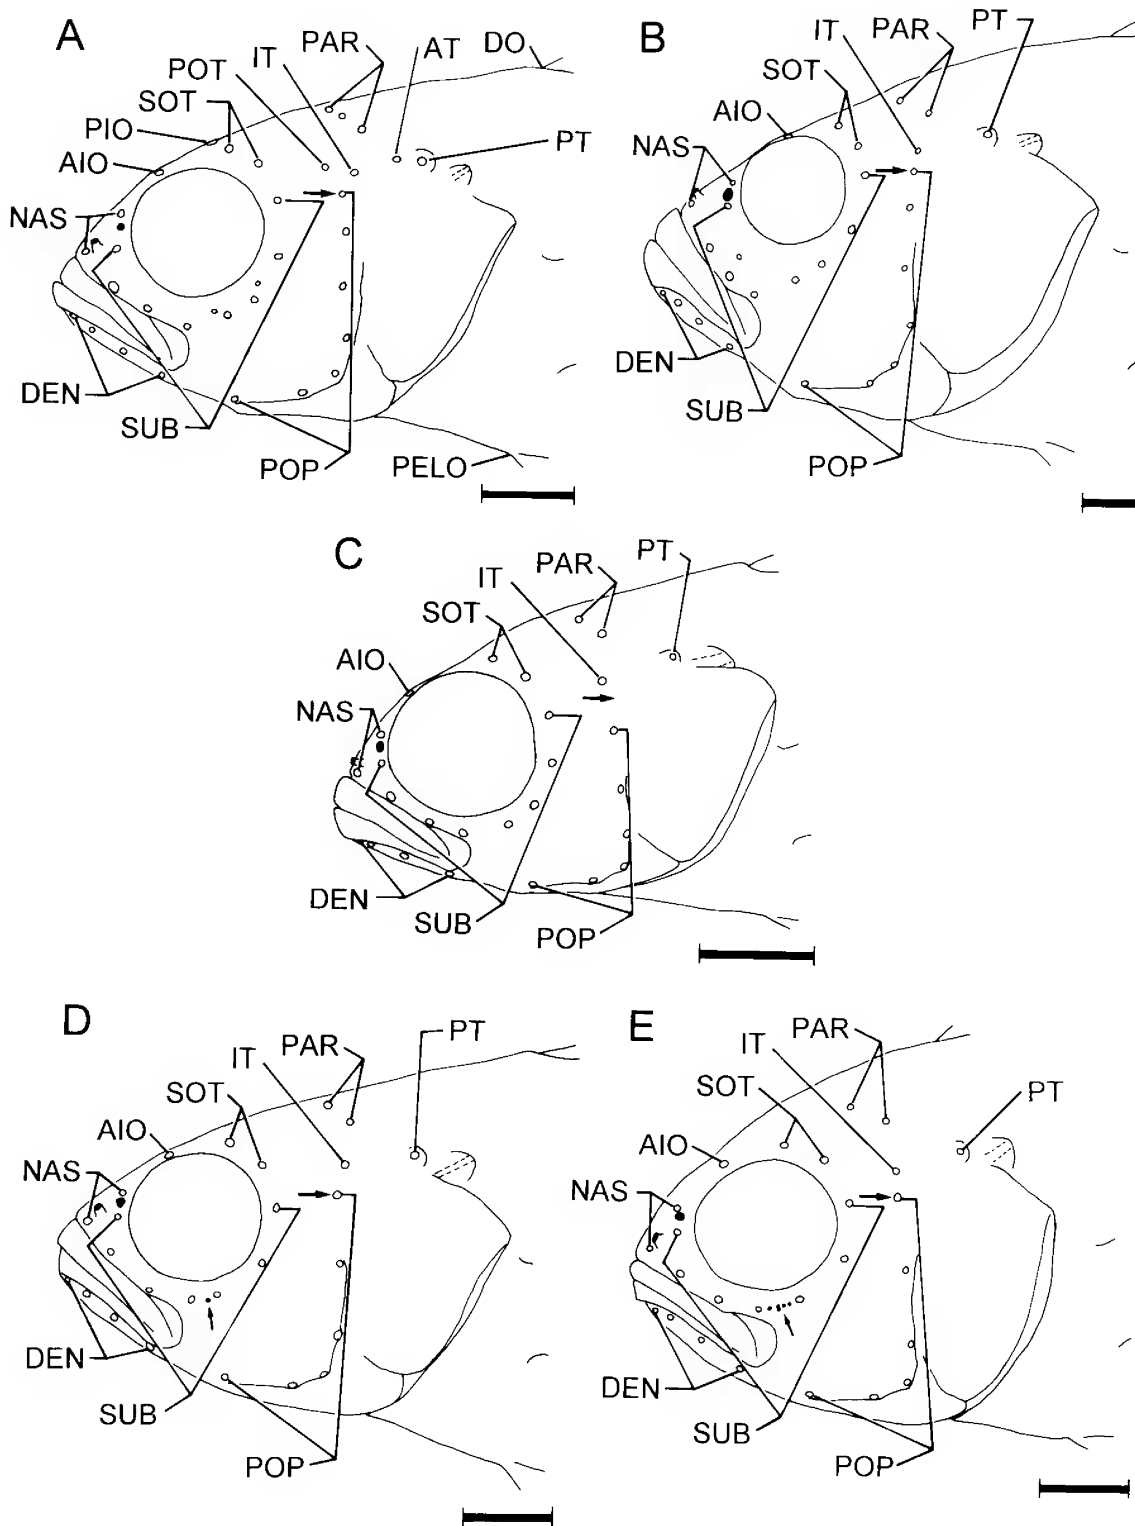 A
PAR
AT
DO
IT
POT
SOT
PIO
AIO
PT
NAS
DEN
SUB
POP
PELO
B
PT
PAR
IT
SOT
AIO
NAS
DEN
SUB
POP
C
PT
PAR
IT
SOT
AIO
NAS
DEN
SUB
POP
D
PT
PAR
IT
SOT
AIO
NAS
DEN
SUB
POP
E
PAR
IT
SOT
PT
AIO
NAS
DEN
SUB
POP